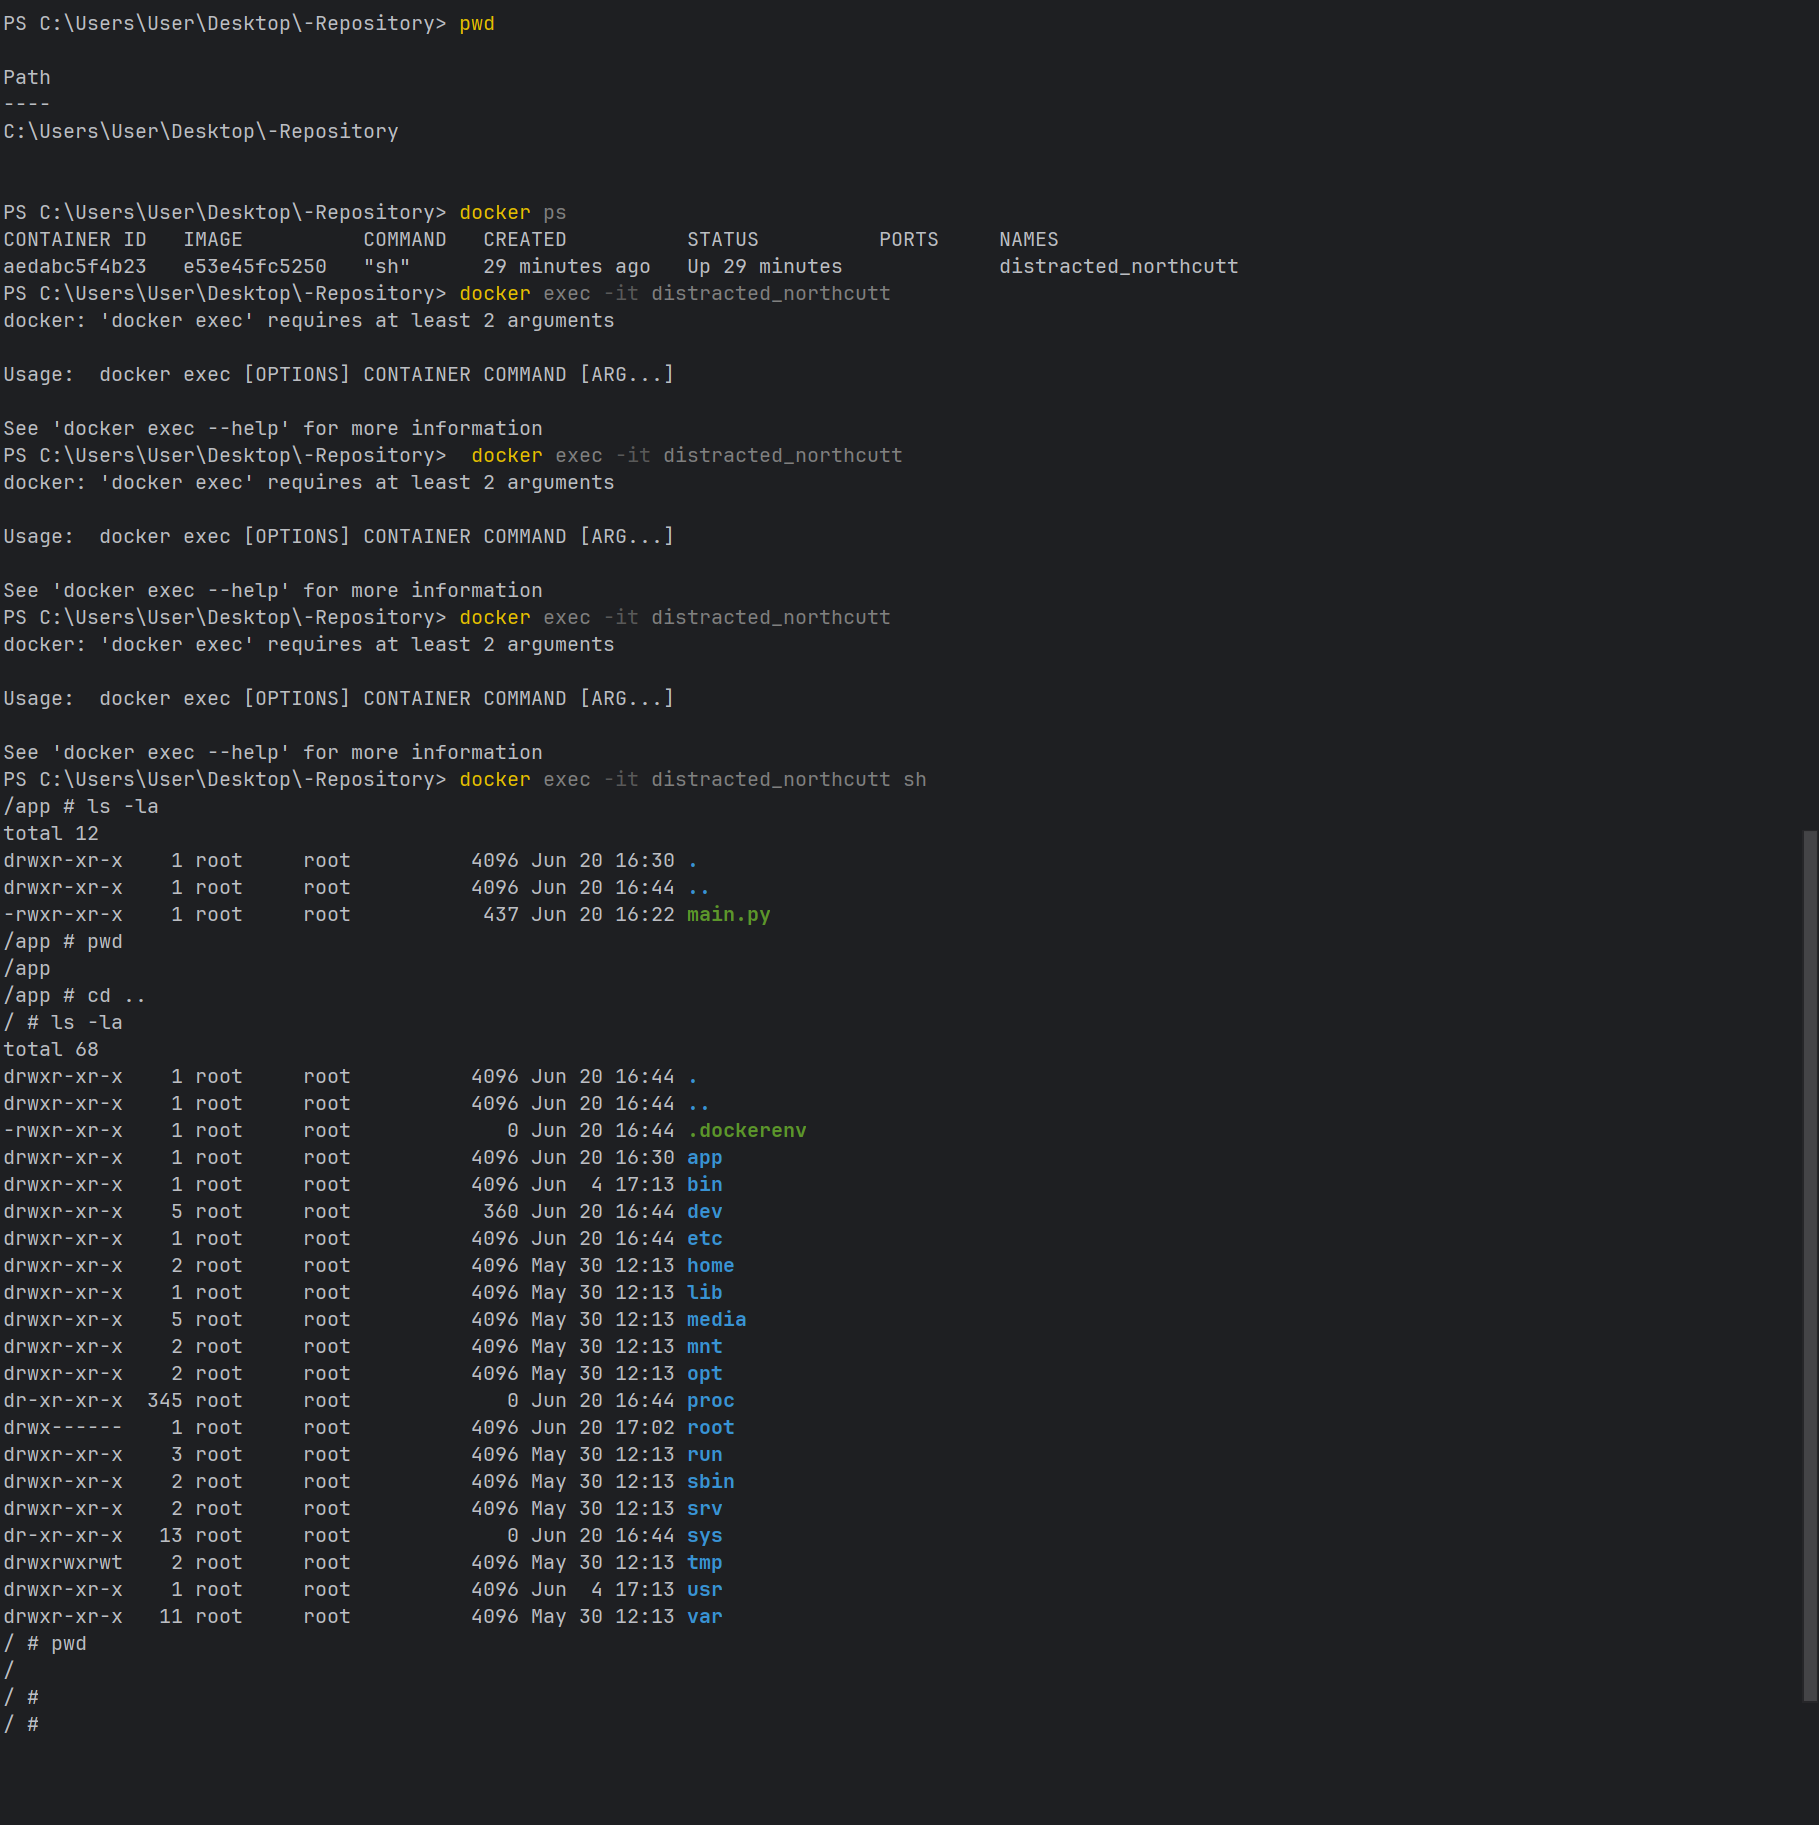 PS C:\Users\User\Desktop\-Repository> pwd
Path
----
C:\Users\User\Desktop\-Repository
PS C:\Users\User\Desktop\-Repository> docker ps
CONTAINER ID   IMAGE          COMMAND   CREATED          STATUS          PORTS     NAMES
aedabc5f4b23   e53e45fc5250   "sh"      29 minutes ago   Up 29 minutes             distracted_northcutt
PS C:\Users\User\Desktop\-Repository> docker exec -it distracted_northcutt
docker: 'docker exec' requires at least 2 arguments
Usage:  docker exec [OPTIONS] CONTAINER COMMAND [ARG...]
See 'docker exec --help' for more information
PS C:\Users\User\Desktop\-Repository>  docker exec -it distracted_northcutt
docker: 'docker exec' requires at least 2 arguments
Usage:  docker exec [OPTIONS] CONTAINER COMMAND [ARG...]
See 'docker exec --help' for more information
PS C:\Users\User\Desktop\-Repository> docker exec -it distracted_northcutt
docker: 'docker exec' requires at least 2 arguments
Usage:  docker exec [OPTIONS] CONTAINER COMMAND [ARG...]
See 'docker exec --help' for more information
PS C:\Users\User\Desktop\-Repository> docker exec -it distracted_northcutt sh
/app # ls -la
total 12
drwxr-xr-x    1 root     root          4096 Jun 20 16:30 .
drwxr-xr-x    1 root     root          4096 Jun 20 16:44 ..
-rwxr-xr-x    1 root     root           437 Jun 20 16:22 main.py
/app # pwd
/app
/app # cd ..
/ # ls -la
total 68
drwxr-xr-x    1 root     root          4096 Jun 20 16:44 .
drwxr-xr-x    1 root     root          4096 Jun 20 16:44 ..
-rwxr-xr-x    1 root     root             0 Jun 20 16:44 .dockerenv
drwxr-xr-x    1 root     root          4096 Jun 20 16:30 app
drwxr-xr-x    1 root     root          4096 Jun  4 17:13 bin
drwxr-xr-x    5 root     root           360 Jun 20 16:44 dev
drwxr-xr-x    1 root     root          4096 Jun 20 16:44 etc
drwxr-xr-x    2 root     root          4096 May 30 12:13 home
drwxr-xr-x    1 root     root          4096 May 30 12:13 lib
drwxr-xr-x    5 root     root          4096 May 30 12:13 media
drwxr-xr-x    2 root     root          4096 May 30 12:13 mnt
drwxr-xr-x    2 root     root          4096 May 30 12:13 opt
dr-xr-xr-x  345 root     root             0 Jun 20 16:44 proc
drwx------    1 root     root          4096 Jun 20 17:02 root
drwxr-xr-x    3 root     root          4096 May 30 12:13 run
drwxr-xr-x    2 root     root          4096 May 30 12:13 sbin
drwxr-xr-x    2 root     root          4096 May 30 12:13 srv
dr-xr-xr-x   13 root     root             0 Jun 20 16:44 sys
drwxrwxrwt    2 root     root          4096 May 30 12:13 tmp
drwxr-xr-x    1 root     root          4096 Jun  4 17:13 usr
drwxr-xr-x   11 root     root          4096 May 30 12:13 var
/ # pwd
/
/ #
/ #